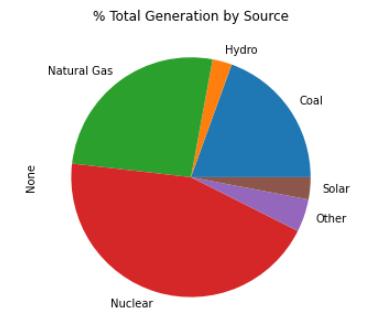 % Total Generation by Source
Hydro
Natural Gas
Coal
None
Solar
Other
Nuclear